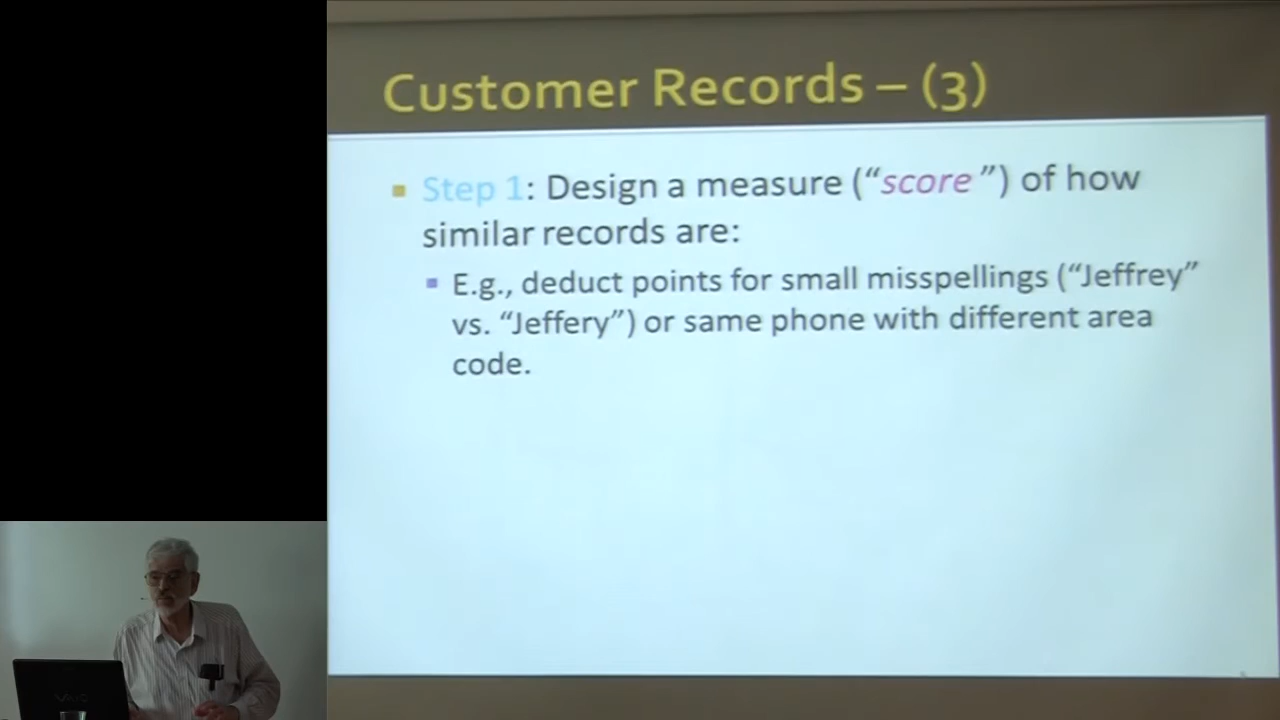 Customer Records – (3)
Step 1: Design a measure (“score”) of how
similar records are:
E.g., deduct points for small misspellings (“Jeffrey”
vs. “Jeffery”) or same phone with different area
code.
VAIO